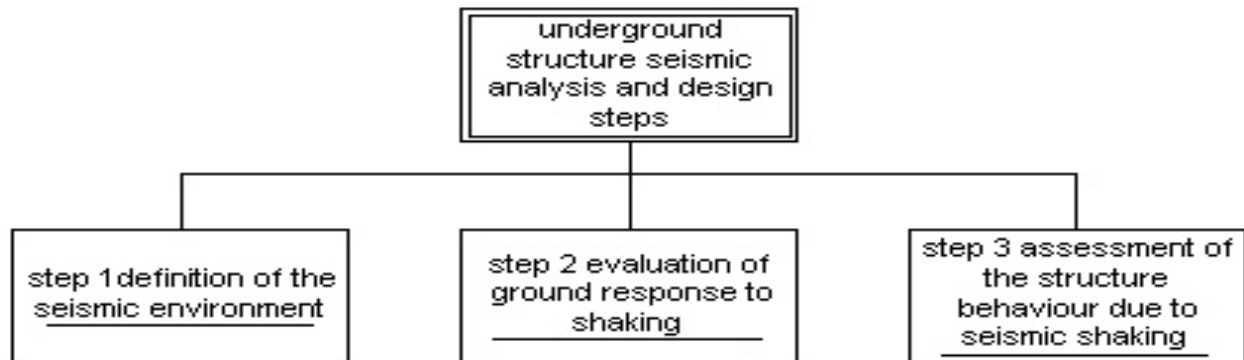 underground
structure seismic
analysis and design
steps
step 1definition of the
seismic environment
step 2 evaluation of
ground response to
shaking
step 3 assessment of
the structure
behaviour due to
seismic shaking